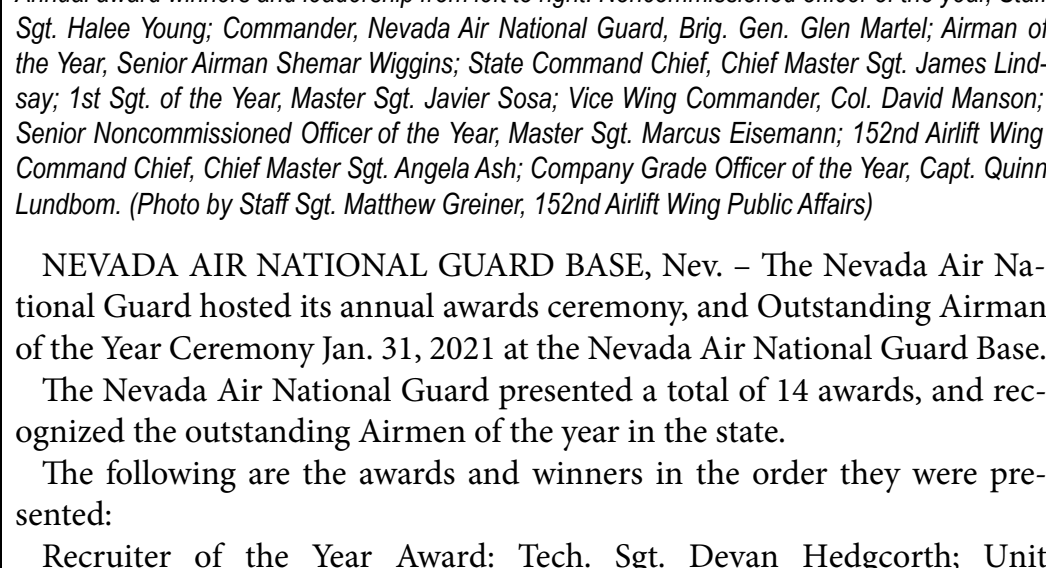 Annual award winners and leadership from left to right: Noncommissioned officer of the year, Staff
Sgt. Halee Young; Commander, Nevada Air National Guard, Brig. Gen. Glen Martel; Airman of
the Year, Senior Airman Shemar Wiggins; State Command Chief, Chief Master Sgt. James Lind-
say; 1st Sgt. of the Year, Master Sgt. Javier Sosa; Vice Wing Commander, Col. David Manson;
Senior Noncommissioned Officer of the Year, Master Sgt. Marcus Eisemann; 152nd Airlift Wing
Command Chief, Chief Master Sgt. Angela Ash; Company Grade Officer of the Year, Capt. Quinn
Lundbom. (Photo by Staff Sgt. Matthew Greiner, 152nd Airlift Wing Public Affairs)
NEVADA AIR NATIONAL GUARD BASE, Nev. – The Nevada Air Na-
tional Guard hosted its annual awards ceremony, and Outstanding Airman
of the Year Ceremony Jan. 31, 2021 at the Nevada Air National Guard Base.
The Nevada Air National Guard presented a total of 14 awards, and rec-
ognized the outstanding Airmen of the year in the state.
The following are the awards and winners in the order they were pre-
sented:
Recruiter of the Year Award: Tech. Sgt. Devan Hedgcorth; Unit